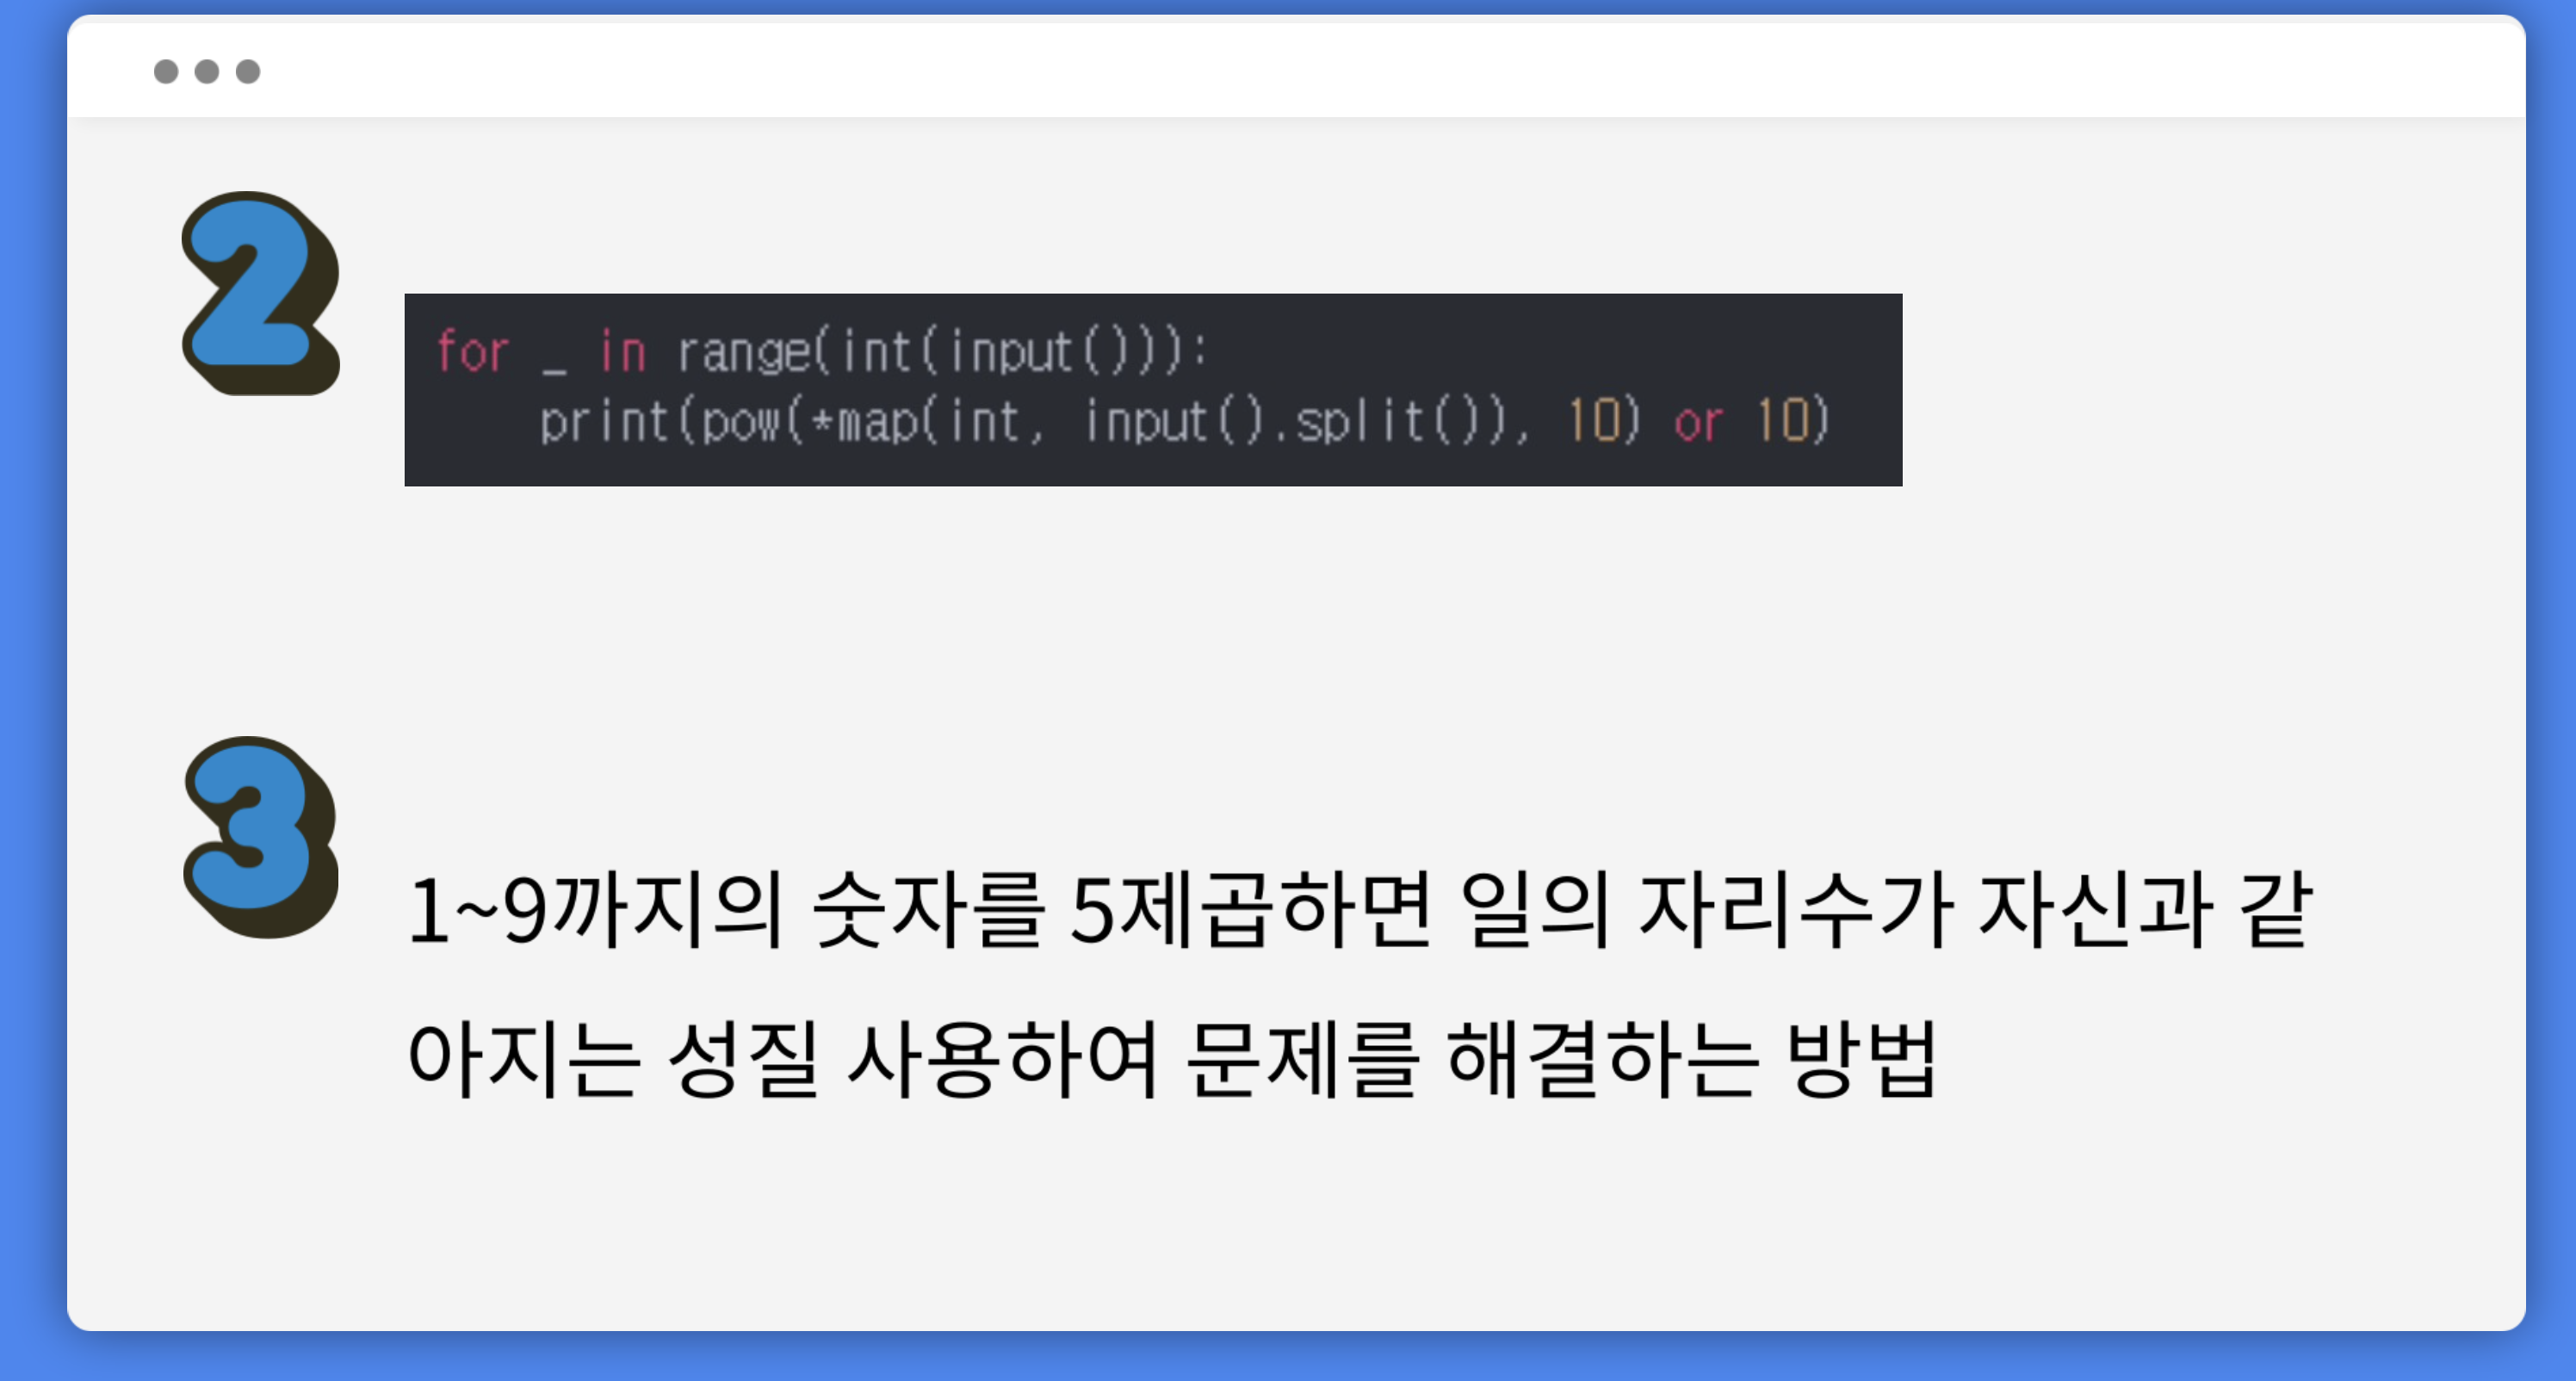 2
for _ in range(int(input())):
    print(pow(*map(int, input().split()), 10) or 10)
3
1~9까지의 숫자를 5제곱하면 일의 자리수가 자신과 같
아지는 성질 사용하여 문제를 해결하는 방법